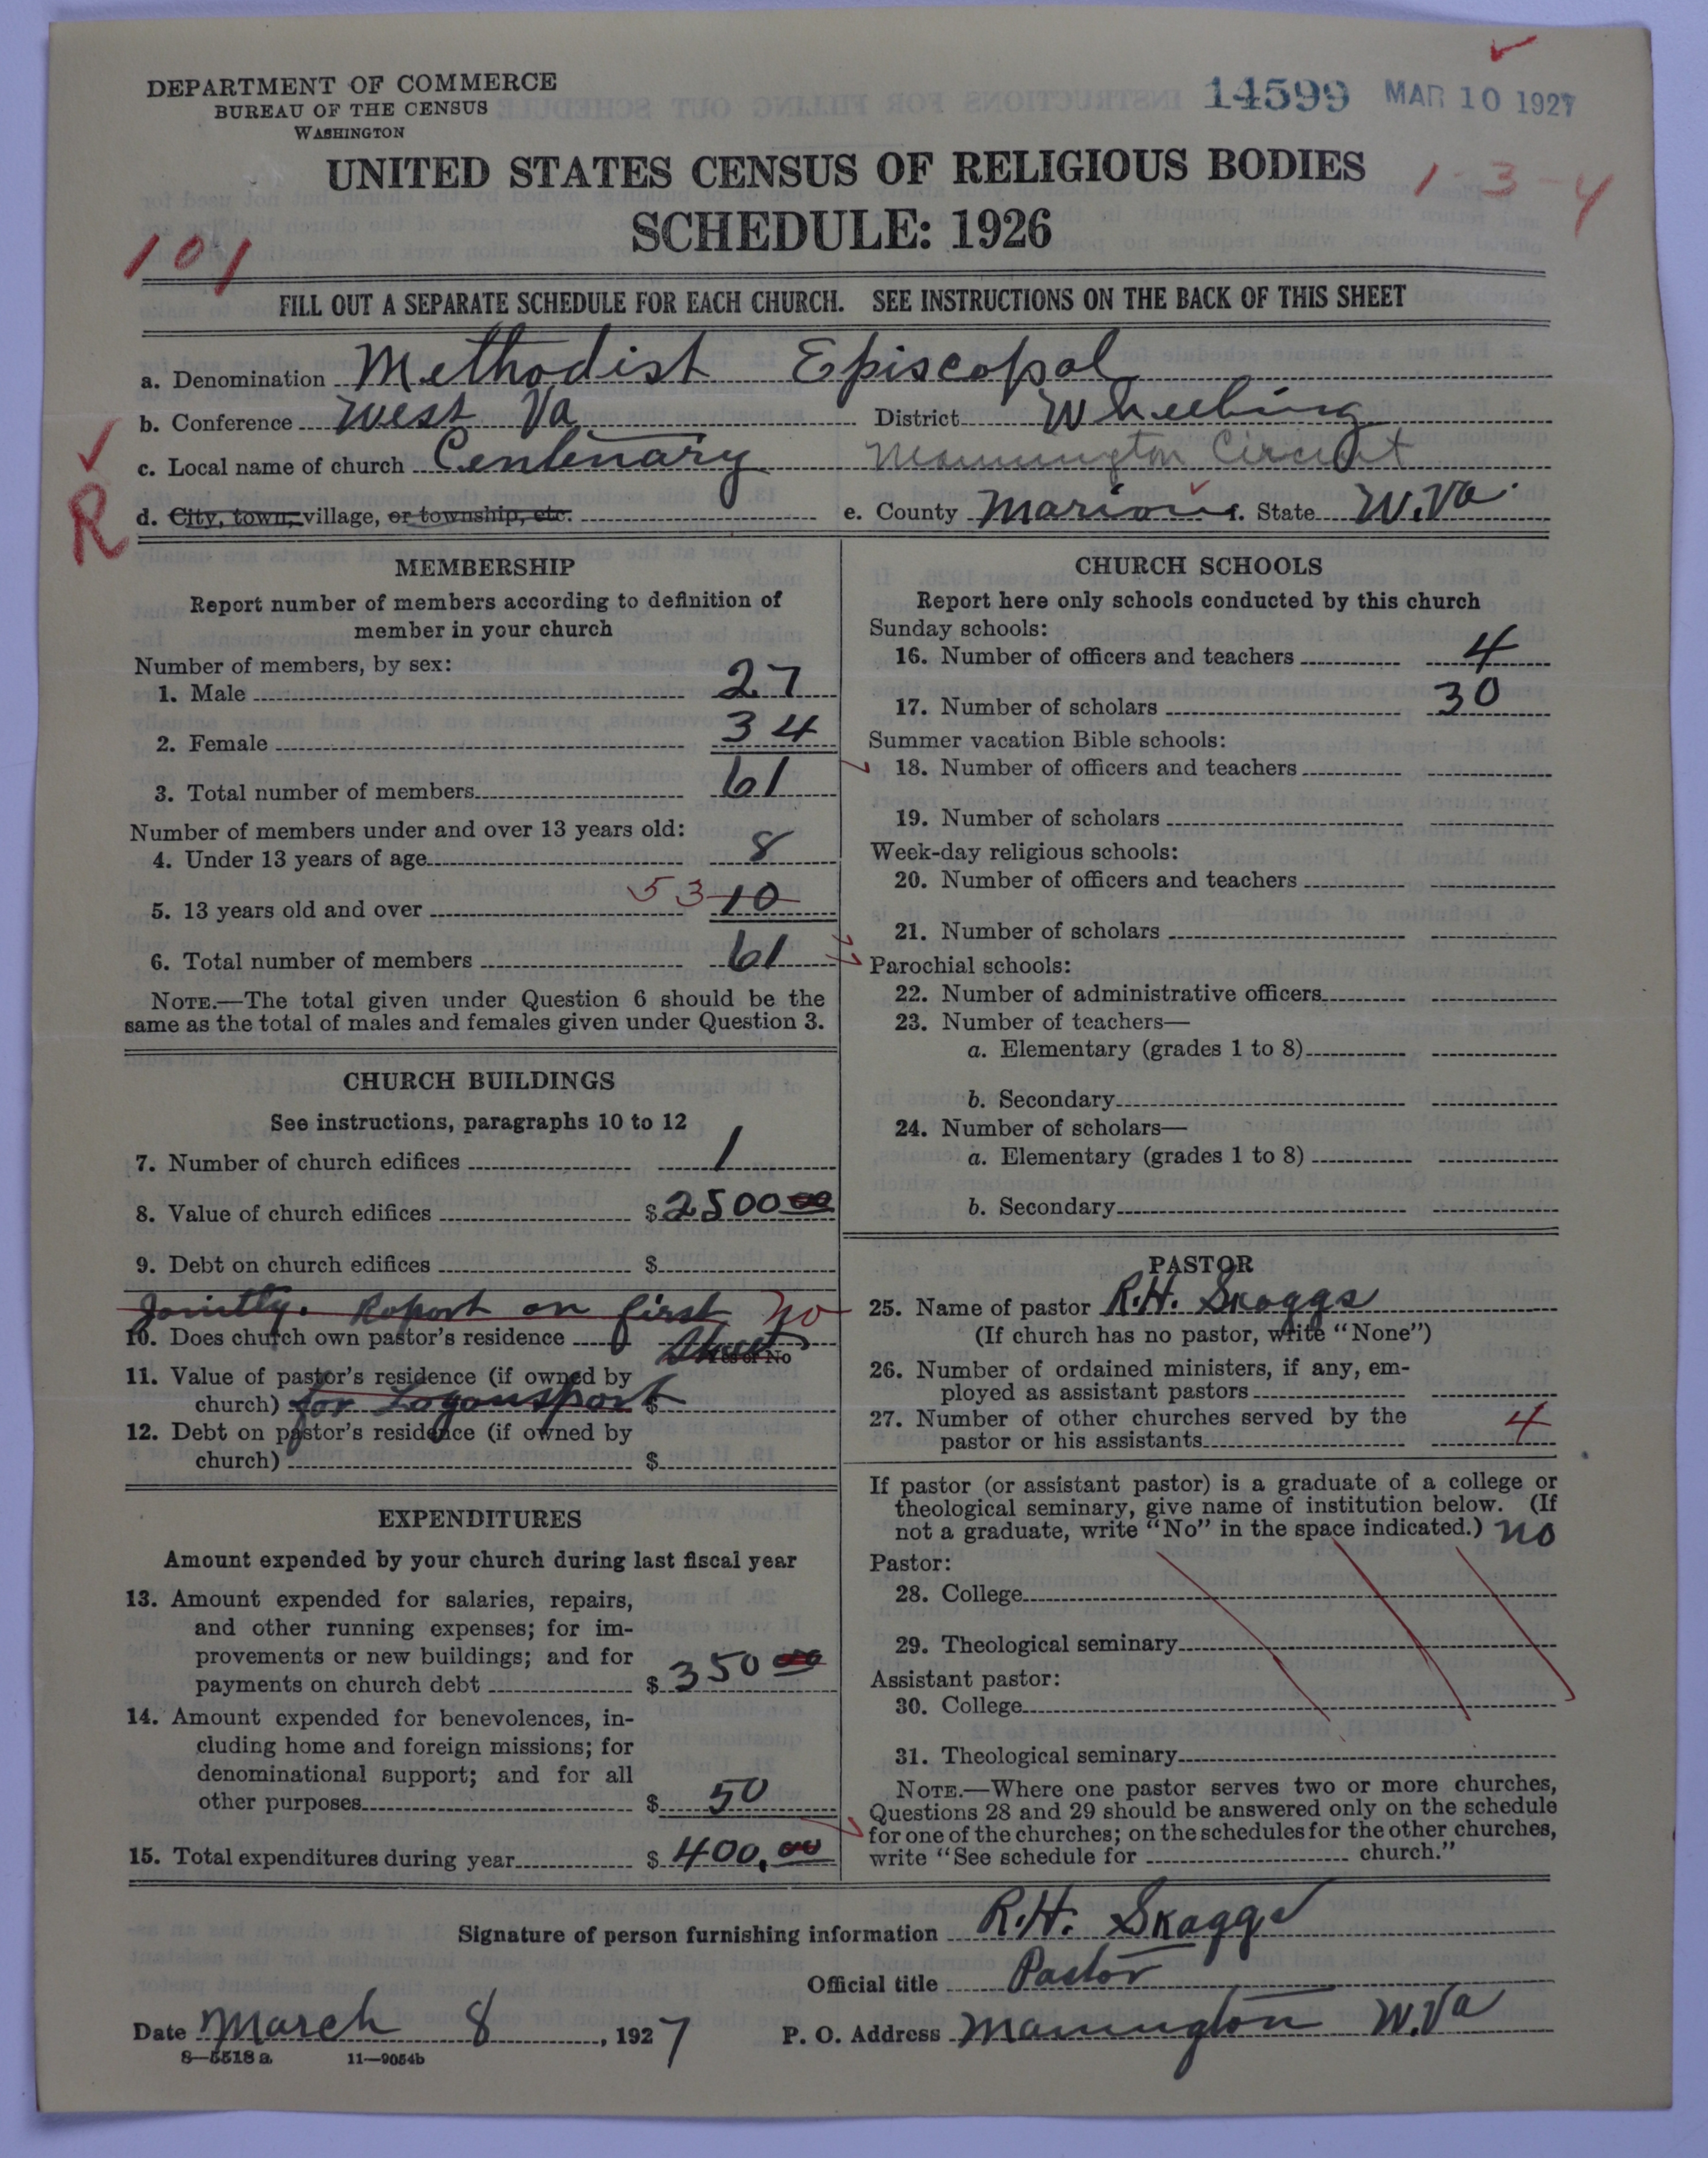 14599 MAR 10 1927
DEPARTMENT OF COMMERCE
BUREAU OF THE CENSUS
WASHINGTON
UNITED STATES CENSUS OF RELIGIOUS BODIES
1-3-4
SCHEDULE: 1926
101
FILL OUT A SEPARATE SCHEDULE FOR EACH CHURCH. SEE INSTRUCTIONS ON THE BACK OF THIS SHEET
a. Denomination Methodist Episcopal
b. Conference West Va District Wheeling
c. Local name of church Centenary Mannington Circuit
R
d. City, town, village, or township, etc. e. County Marion f. State W.Va.
MEMBERSHIP
Report number of members according to definition of
member in your church
Number of members, by sex:
1. Male 27
2. Female 34
3. Total number of members 61
Number of members under and over 13 years old:
4. Under 13 years of age 8
5. 13 years old and over 53 10
6. Total number of members 61
NOTE.—The total given under Question 6 should be the
same as the total of males and females given under Question 3.
CHURCH BUILDINGS
See instructions, paragraphs 10 to 12
7. Number of church edifices 1
8. Value of church edifices $ 2500 00
9. Debt on church edifices $
Jointly. Report on first no
10. Does church own pastor's residence Sheet
Yes or No
11. Value of pastor's residence (if owned by
church) for Logansport $
12. Debt on pastor's residence (if owned by
church) $
EXPENDITURES
Amount expended by your church during last fiscal year
13. Amount expended for salaries, repairs,
and other running expenses; for im-
provements or new buildings; and for
payments on church debt $ 350 00
14. Amount expended for benevolences, in-
cluding home and foreign missions; for
denominational support; and for all
other purposes $ 50
15. Total expenditures during year $ 400.00
CHURCH SCHOOLS
Report here only schools conducted by this church
Sunday schools:
16. Number of officers and teachers 4
17. Number of scholars 30
Summer vacation Bible schools:
18. Number of officers and teachers
19. Number of scholars
Week-day religious schools:
20. Number of officers and teachers
21. Number of scholars
Parochial schools:
22. Number of administrative officers
23. Number of teachers—
a. Elementary (grades 1 to 8)
b. Secondary
24. Number of scholars—
a. Elementary (grades 1 to 8)
b. Secondary
PASTOR
25. Name of pastor R.H. Skaggs
(If church has no pastor, write "None")
26. Number of ordained ministers, if any, em-
ployed as assistant pastors
27. Number of other churches served by the
pastor or his assistants 4
If pastor (or assistant pastor) is a graduate of a college or
theological seminary, give name of institution below. (If
not a graduate, write "No" in the space indicated.) no
Pastor:
28. College
29. Theological seminary
Assistant pastor:
30. College
31. Theological seminary
NOTE.—Where one pastor serves two or more churches,
Questions 28 and 29 should be answered only on the schedule
for one of the churches; on the schedules for the other churches,
write "See schedule for church."
Signature of person furnishing information R.H. Skaggs
Official title Pastor
Date March 8, 1927 P. O. Address Mannington W.Va
8—5518 a 11—9054b